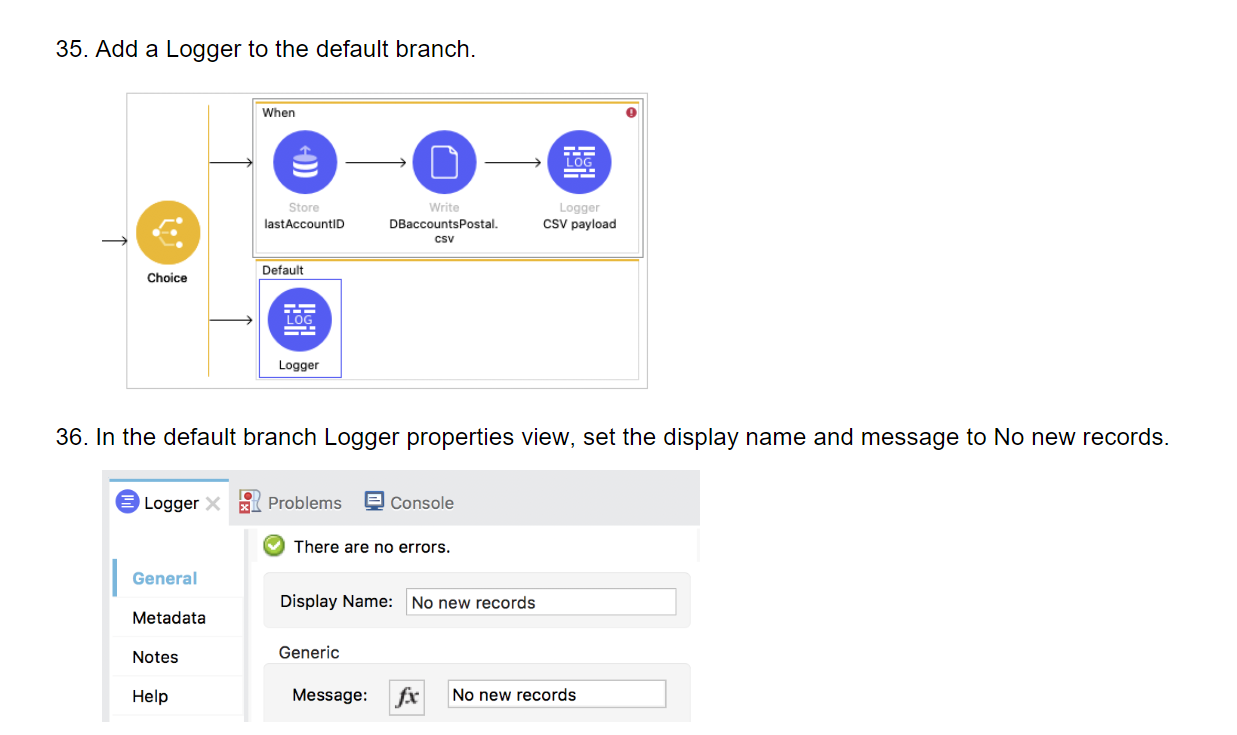 35. Add a Logger to the default branch.
When
LOG
Store
Write
Logger
lastAccountID
DBaccountsPostal.
csv
CSV payload
Choice
Default
LOG
Logger
36. In the default branch Logger properties view, set the display name and message to No new records.
Logger
Problems
Console
There are no errors.
General
Display Name: No new records
Metadata
Notes
Generic
Help
Message: fx No new records